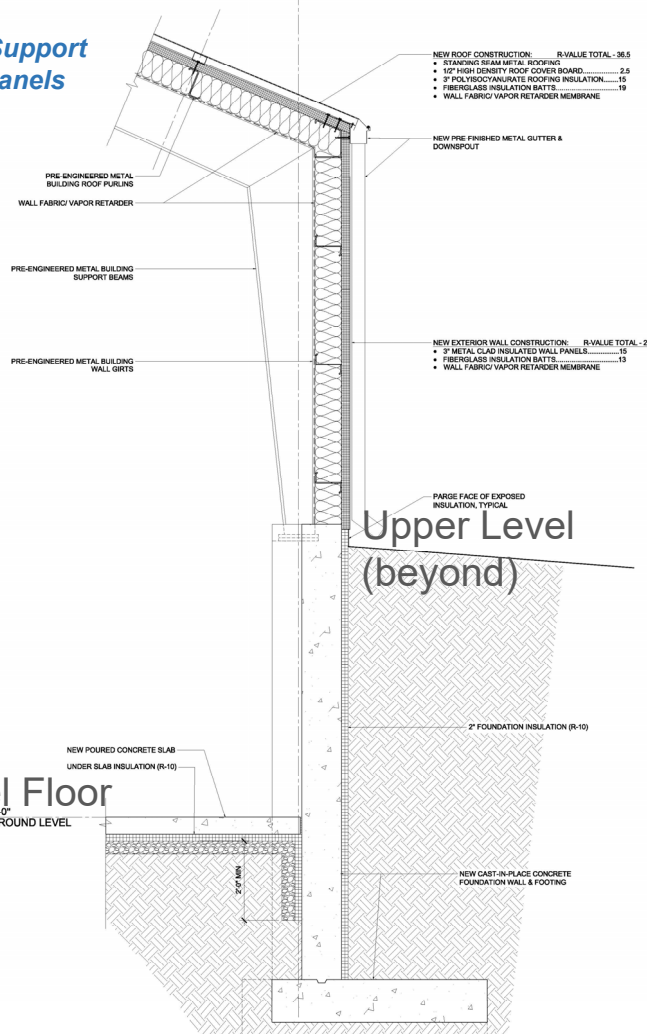 Support
anels
NEW ROOF CONSTRUCTION: R-VALUE TOTAL - 36.5
• STANDING SEAM METAL ROOFING
• 1/2" HIGH DENSITY ROOF COVER BOARD............... 2.5
• 3" POLYISOCYANURATE ROOFING INSULATION......15
• FIBERGLASS INSULATION BATTS.......................19
• WALL FABRIC/ VAPOR RETARDER MEMBRANE
NEW PRE FINISHED METAL GUTTER &
DOWNSPOUT
PRE-ENGINEERED METAL
BUILDING ROOF PURLINS
WALL FABRIC/ VAPOR RETARDER
PRE-ENGINEERED METAL BUILDING
SUPPORT BEAMS
NEW EXTERIOR WALL CONSTRUCTION: R-VALUE TOTAL - 2
• 3" METAL CLAD INSULATED WALL PANELS.............15
• FIBERGLASS INSULATION BATTS.......................13
• WALL FABRIC/ VAPOR RETARDER MEMBRANE
PRE-ENGINEERED METAL BUILDING
WALL GIRTS
PARGE FACE OF EXPOSED
INSULATION, TYPICAL
Upper Level
(beyond)
2" FOUNDATION INSULATION (R-10)
NEW POURED CONCRETE SLAB
UNDER SLAB INSULATION (R-10)
el Floor
-0"
ROUND LEVEL
2'-0" MIN
NEW CAST-IN-PLACE CONCRETE
FOUNDATION WALL & FOOTING